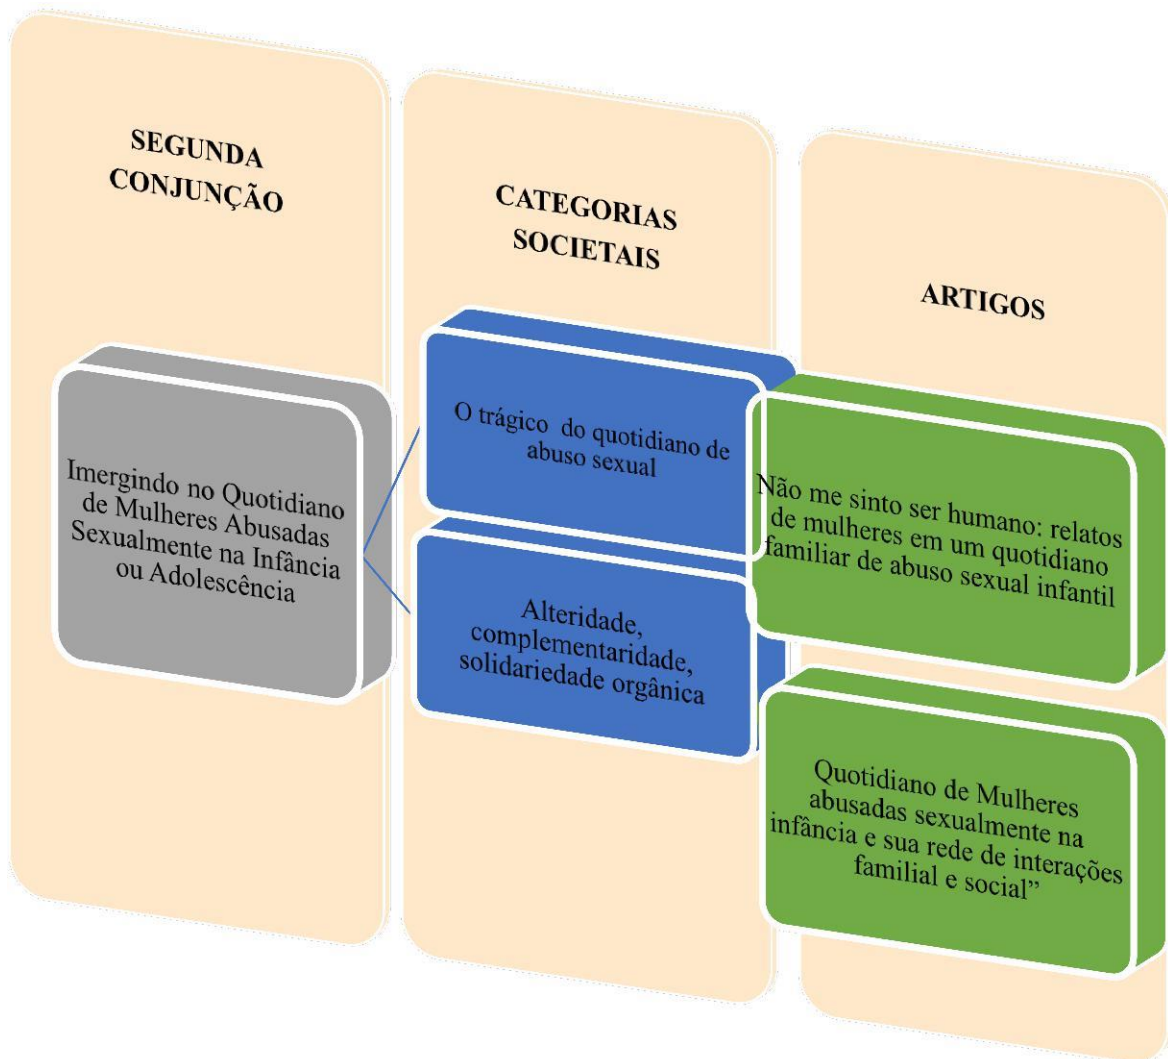 SEGUNDA
CONJUNÇÃO
Imergindo no Quotidiano
de Mulheres Abusadas
Sexualmente na Infância
ou Adolescência
CATEGORIAS
SOCIETAIS
O trágico do quotidiano de
abuso sexual
Alteridade,
complementaridade,
solidariedade orgânica
ARTIGOS
Não me sinto ser humano: relatos
de mulheres em um quotidiano
familiar de abuso sexual infantil
Quotidiano de Mulheres
abusadas sexualmente na
infância e sua rede de interações
familial e social”